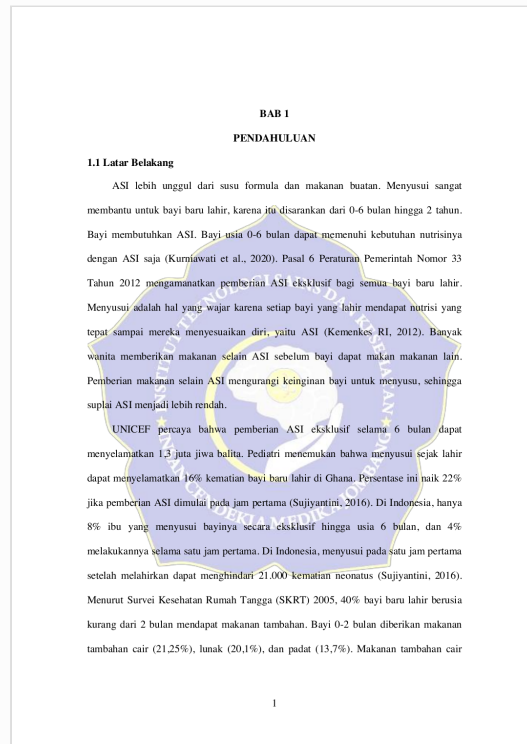 BAB 1
PENDAHULUAN
1.1 Latar Belakang
ASI lebih unggul dari susu formula dan makanan buatan. Menyusui sangat
membantu untuk bayi baru lahir, karena itu disarankan dari 0-6 bulan hingga 2 tahun.
Bayi membutuhkan ASI. Bayi usia 0-6 bulan dapat memenuhi kebutuhan nutrisinya
dengan ASI saja (Kurniawati et al., 2020). Pasal 6 Peraturan Pemerintah Nomor 33
Tahun 2012 mengamanatkan pemberian ASI eksklusif bagi semua bayi baru lahir.
Menyusui adalah hal yang wajar karena setiap bayi yang lahir mendapat nutrisi yang
tepat sampai mereka menyesuaikan diri, yaitu ASI (Kemenkes RI, 2012). Banyak
wanita memberikan makanan selain ASI sebelum bayi dapat makan makanan lain.
Pemberian makanan selain ASI mengurangi keinginan bayi untuk menyusu, sehingga
suplai ASI menjadi lebih rendah.
UNICEF percaya bahwa pemberian ASI eksklusif selama 6 bulan dapat
menyelamatkan 1,3 juta jiwa balita. Pediatri menemukan bahwa menyusui sejak lahir
dapat menyelamatkan 16% kematian bayi baru lahir di Ghana. Persentase ini naik 22%
jika pemberian ASI dimulai pada jam pertama (Sujiyantini, 2016). Di Indonesia, hanya
8% ibu yang menyusui bayinya secara eksklusif hingga usia 6 bulan, dan 4%
melakukannya selama satu jam pertama. Di Indonesia, menyusui pada satu jam pertama
setelah melahirkan dapat menghindari 21.000 kematian neonatus (Sujiyantini, 2016).
Menurut Survei Kesehatan Rumah Tangga (SKRT) 2005, 40% bayi baru lahir berusia
kurang dari 2 bulan mendapat makanan tambahan. Bayi 0-2 bulan diberikan makanan
tambahan cair (21,25%), lunak (20,1%), dan padat (13,7%). Makanan tambahan cair
1
INSTITUT TEKNOLOGI SAINS DAN KESEHATAN
INSAN CENDEKIA MEDIKA JOMBANG